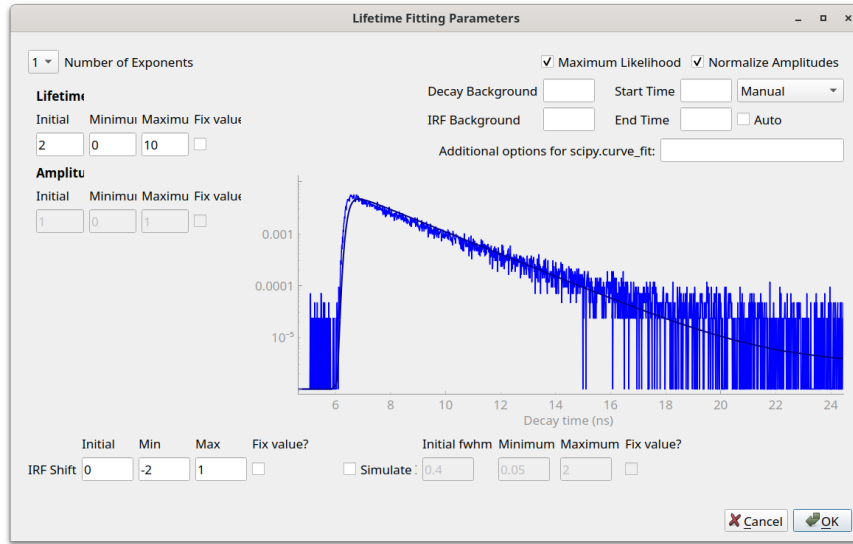 Lifetime Fitting Parameters
1 Number of Exponents
Maximum Likelihood Normalize Amplitudes
Lifetime
Decay Background Start Time Manual
Initial Minimu Maximu Fix value
IRF Background End Time Auto
2 0 10
Additional options for scipy.curve_fit:
Amplitu
Initial Minimu Maximu Fix value
1 0 1
0.001
0.0001
10⁻⁵
6 8 10 12 14 16 18 20 22 24
Decay time (ns)
Initial Min Max Fix value? Initial fwhm Minimum Maximum Fix value?
IRF Shift 0 -2 1 Simulate 0.4 0.05 2
Cancel OK